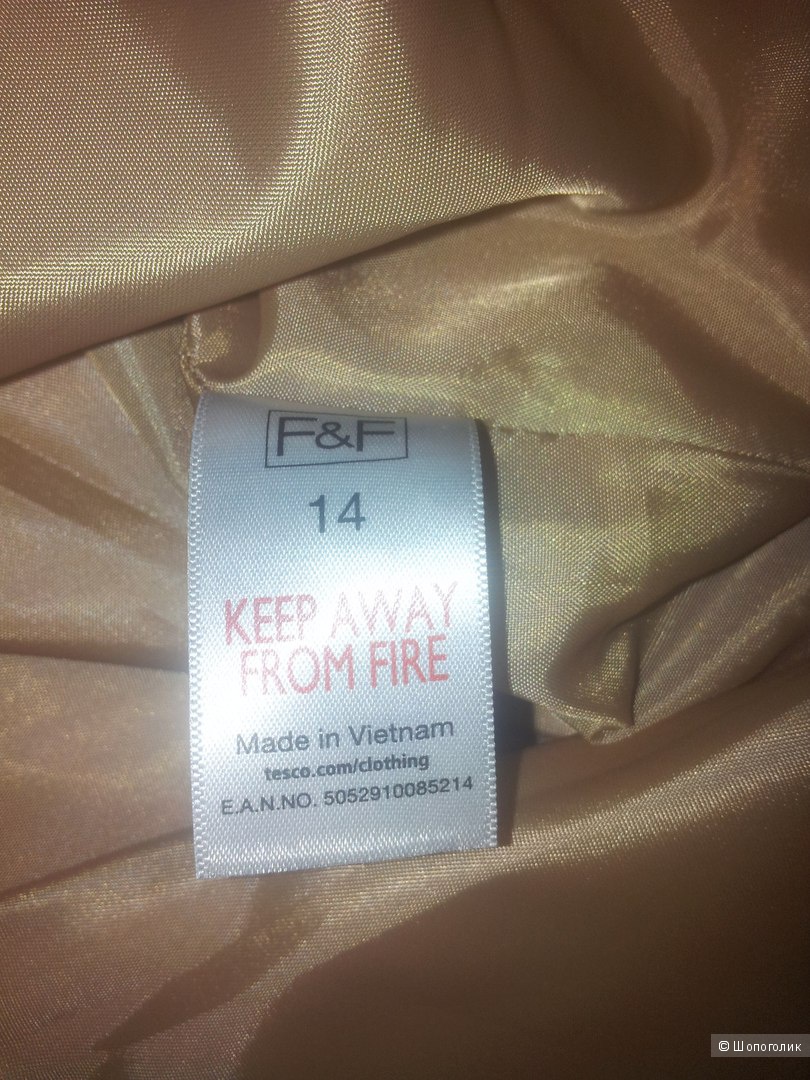 F&F
14
KEEP AWAY
FROM FIRE
Made in Vietnam
tesco.com/clothing
E.A.N.NO. 5052910085214
© Шопоголик